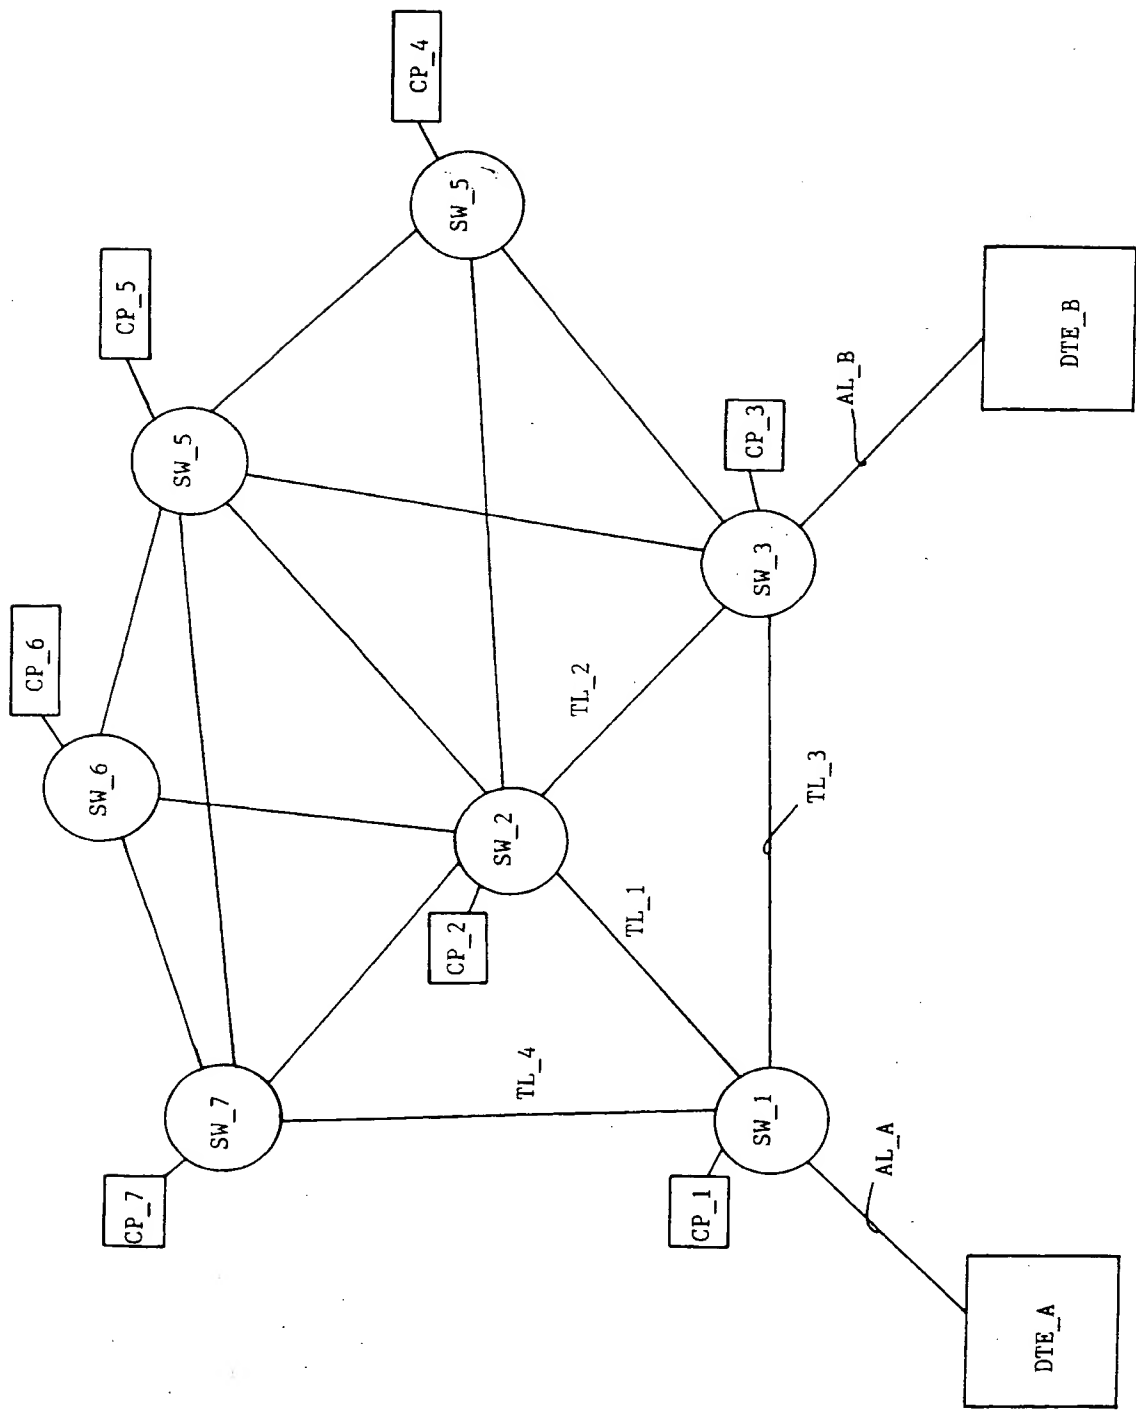 CP_4
SW_5
CP_5
SW_5
CP_6
SW_6
CP_7
SW_7
CP_2
SW_2
TL_2
TL_1
TL_4
TL_3
CP_3
SW_3
CP_1
SW_1
AL_B
AL_A
DTE_B
DTE_A